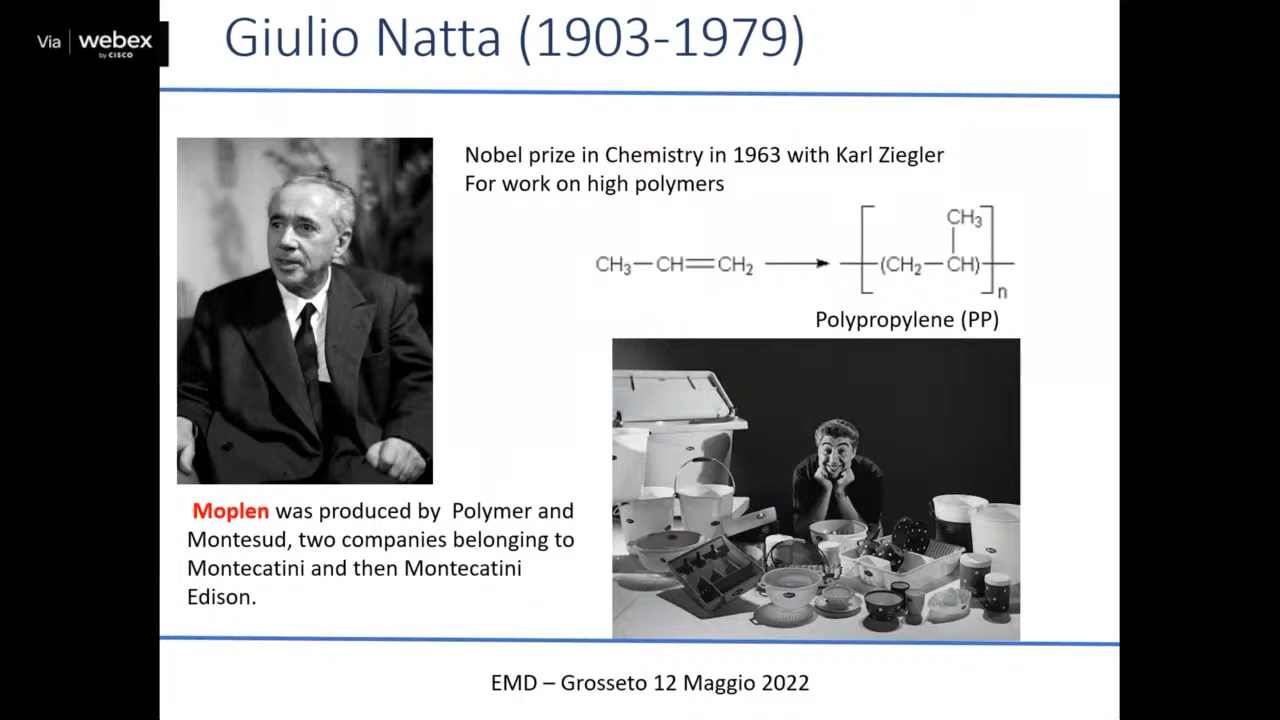 Via webex
by CISCO
Giulio Natta (1903-1979)
Nobel prize in Chemistry in 1963 with Karl Ziegler
For work on high polymers
CH3
CH3—CH=CH2 (CH2—CH) n
Polypropylene (PP)
Moplen was produced by Polymer and
Montesud, two companies belonging to
Montecatini and then Montecatini
Edison.
EMD – Grosseto 12 Maggio 2022